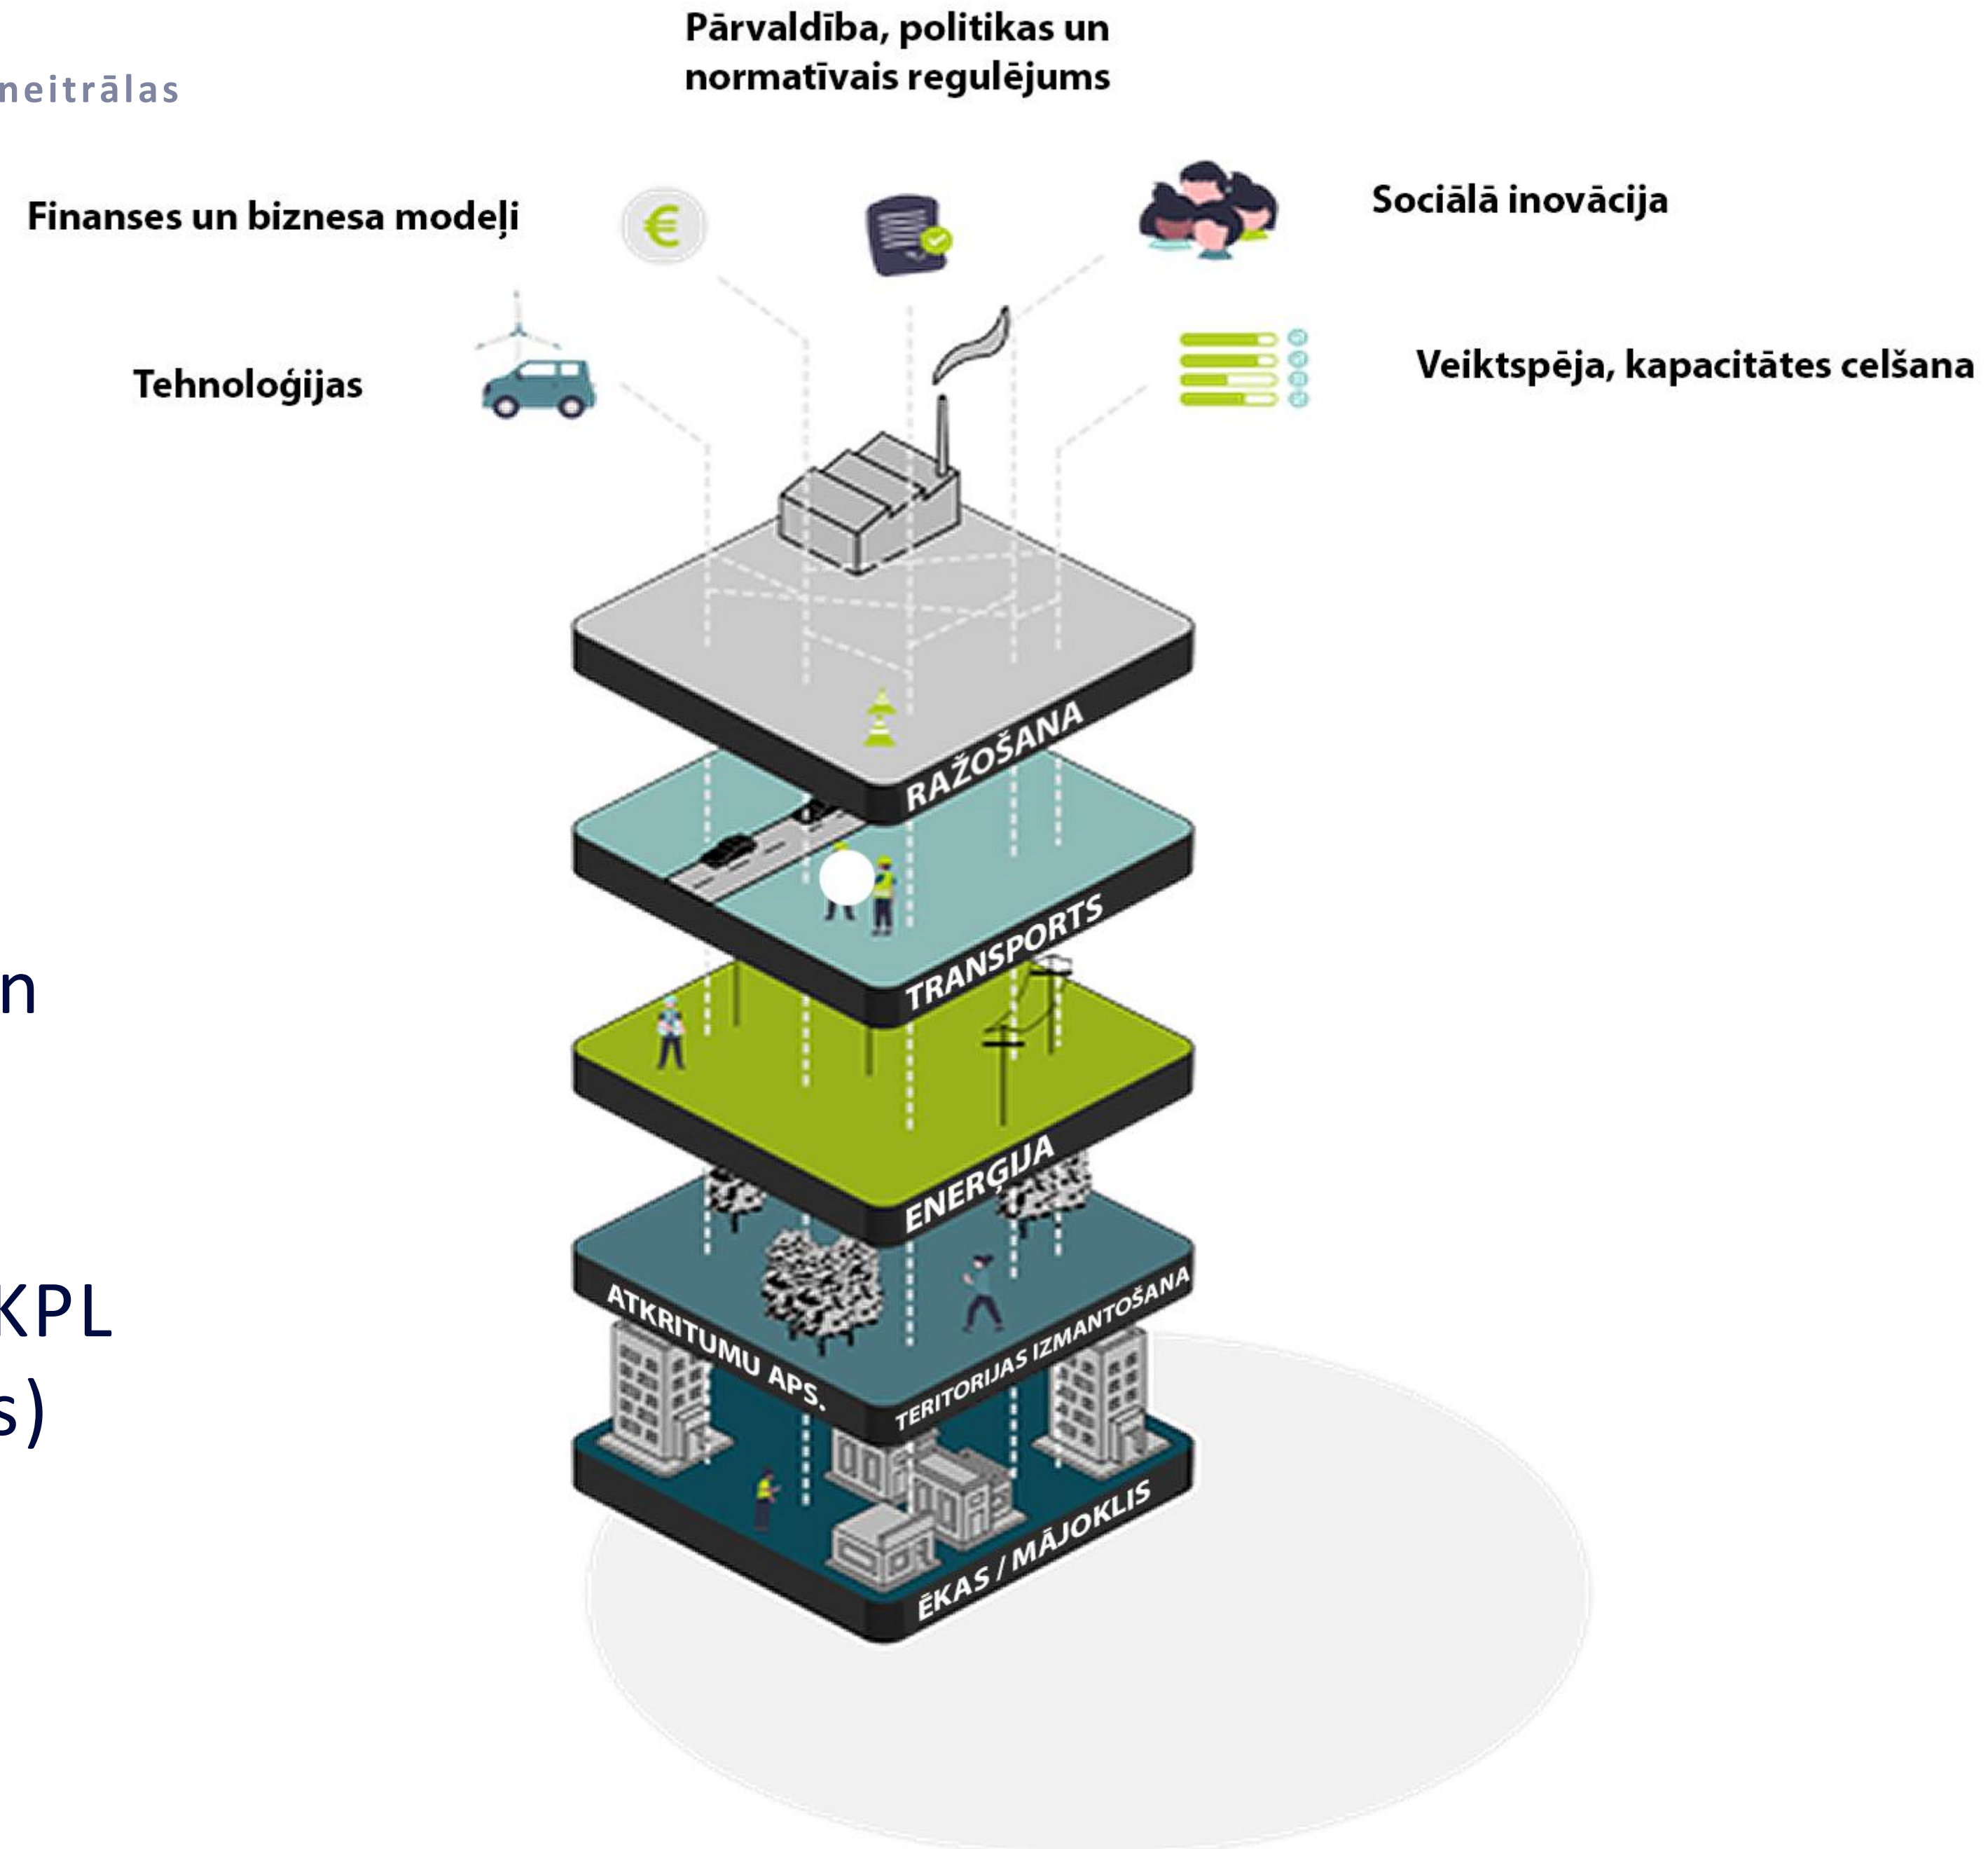 Pārvaldība, politikas un
normatīvais regulējums
neitrālas
Finanses un biznesa modeļi
€
Sociālā inovācija
Tehnoloģijas
Veiktspēja, kapacitātes celšana
RAŽOŠANA
TRANSPORTS
n
ENERĢIJA
KPL
s)
ATKRITUMU APS.
TERITORIJAS IZMANTOŠANA
ĒKAS / MĀJOKLIS